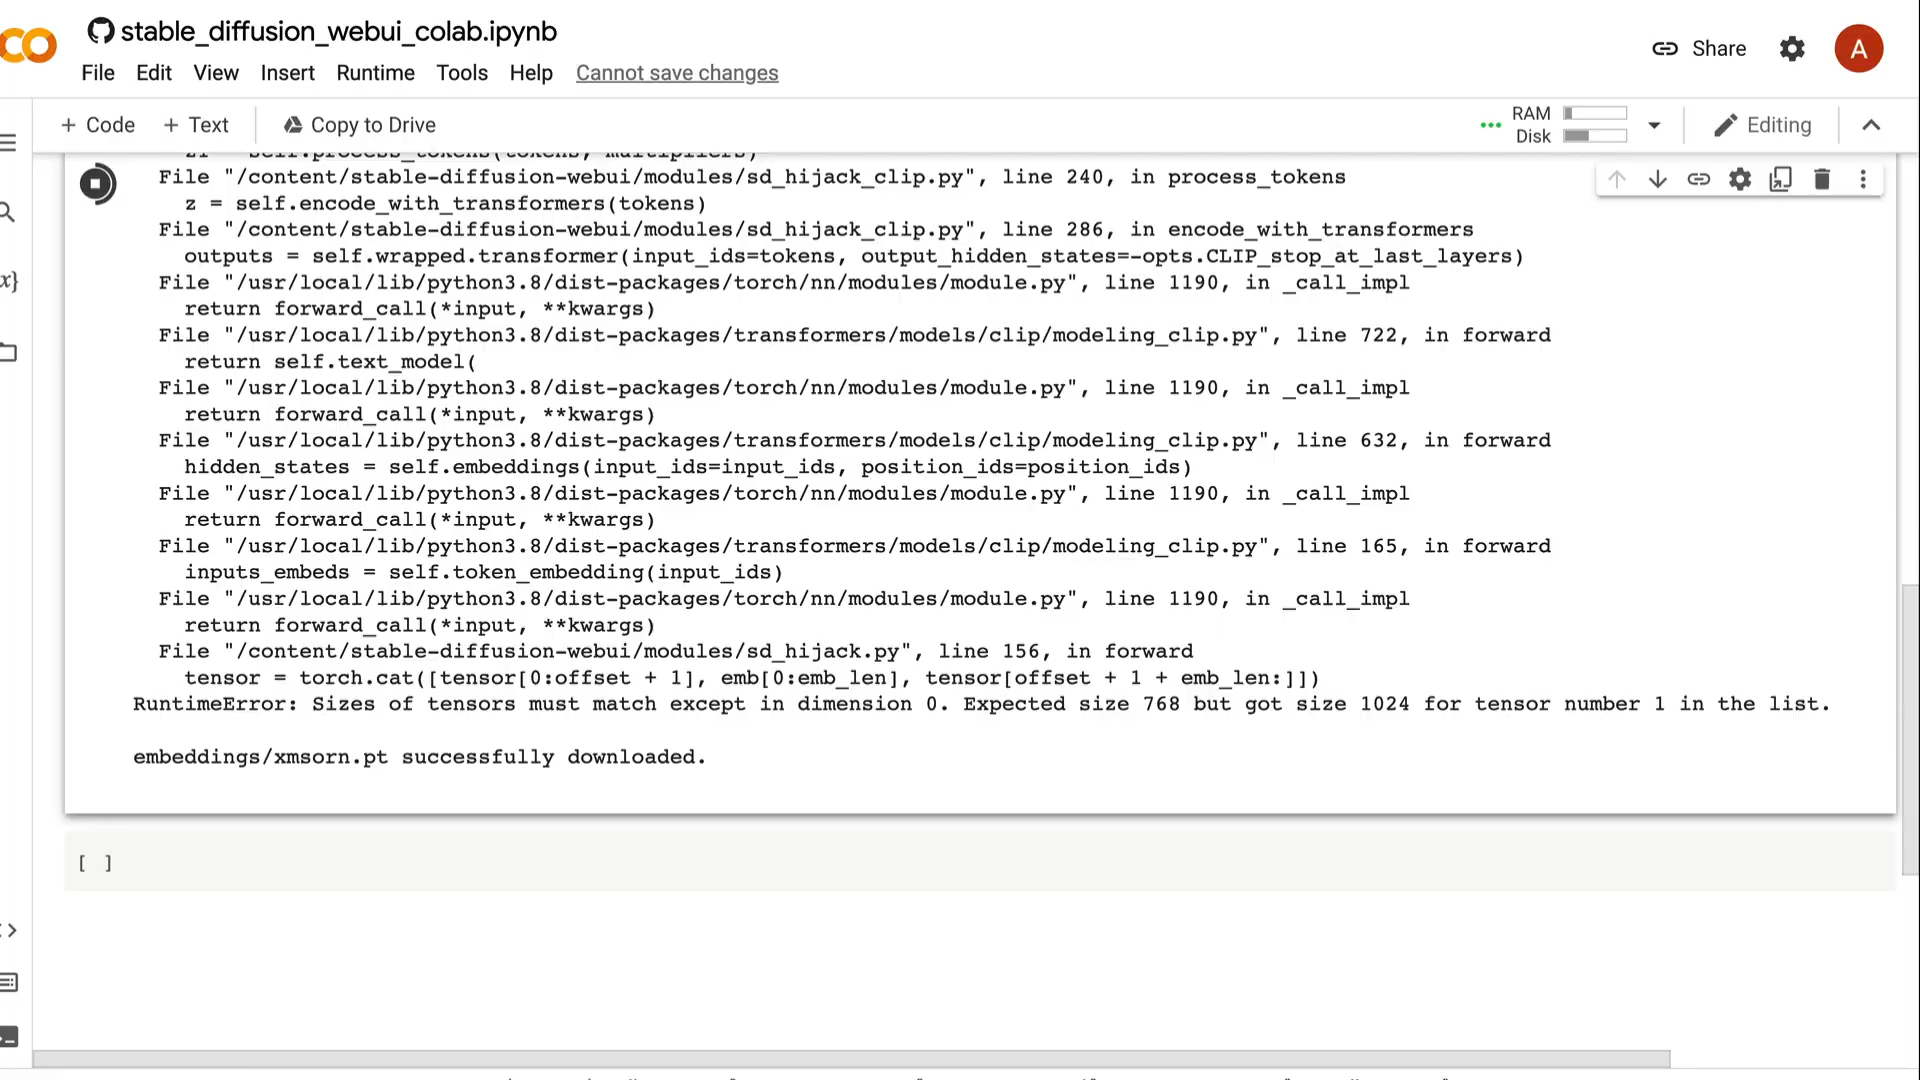 stable_diffusion_webui_colab.ipynb
File Edit View Insert Runtime Tools Help Cannot save changes
Share
A
+ Code + Text Copy to Drive
RAM
Disk
Editing
z1 = self.process_tokens(tokens, multipliers)
File "/content/stable-diffusion-webui/modules/sd_hijack_clip.py", line 240, in process_tokens
z = self.encode_with_transformers(tokens)
File "/content/stable-diffusion-webui/modules/sd_hijack_clip.py", line 286, in encode_with_transformers
outputs = self.wrapped.transformer(input_ids=tokens, output_hidden_states=-opts.CLIP_stop_at_last_layers)
File "/usr/local/lib/python3.8/dist-packages/torch/nn/modules/module.py", line 1190, in _call_impl
return forward_call(*input, **kwargs)
File "/usr/local/lib/python3.8/dist-packages/transformers/models/clip/modeling_clip.py", line 722, in forward
return self.text_model(
File "/usr/local/lib/python3.8/dist-packages/torch/nn/modules/module.py", line 1190, in _call_impl
return forward_call(*input, **kwargs)
File "/usr/local/lib/python3.8/dist-packages/transformers/models/clip/modeling_clip.py", line 632, in forward
hidden_states = self.embeddings(input_ids=input_ids, position_ids=position_ids)
File "/usr/local/lib/python3.8/dist-packages/torch/nn/modules/module.py", line 1190, in _call_impl
return forward_call(*input, **kwargs)
File "/usr/local/lib/python3.8/dist-packages/transformers/models/clip/modeling_clip.py", line 165, in forward
inputs_embeds = self.token_embedding(input_ids)
File "/usr/local/lib/python3.8/dist-packages/torch/nn/modules/module.py", line 1190, in _call_impl
return forward_call(*input, **kwargs)
File "/content/stable-diffusion-webui/modules/sd_hijack.py", line 156, in forward
tensor = torch.cat([tensor[0:offset + 1], emb[0:emb_len], tensor[offset + 1 + emb_len:]])
RuntimeError: Sizes of tensors must match except in dimension 0. Expected size 768 but got size 1024 for tensor number 1 in the list.
embeddings/xmsorn.pt successfully downloaded.
[ ]